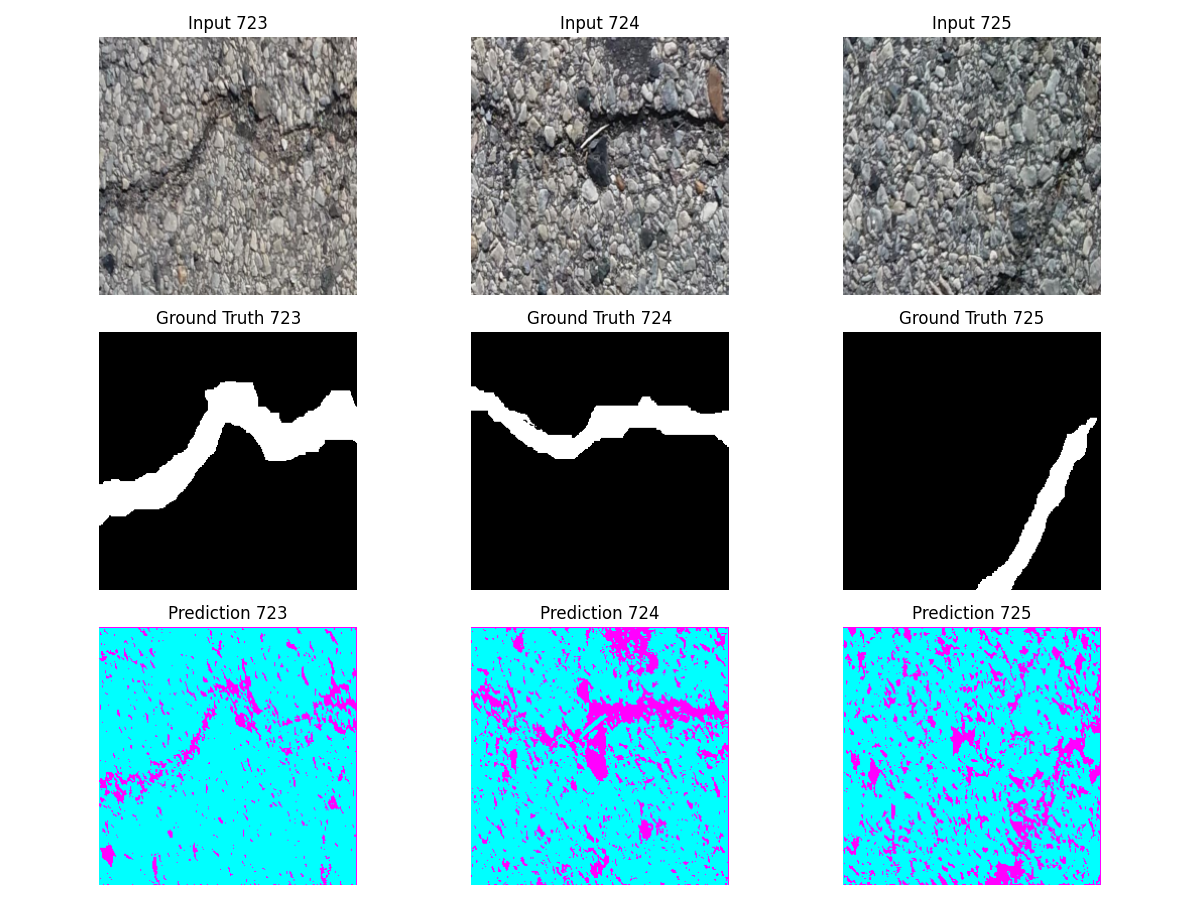 Input 723
Input 724
Input 725
Ground Truth 723
Ground Truth 724
Ground Truth 725
Prediction 723
Prediction 724
Prediction 725